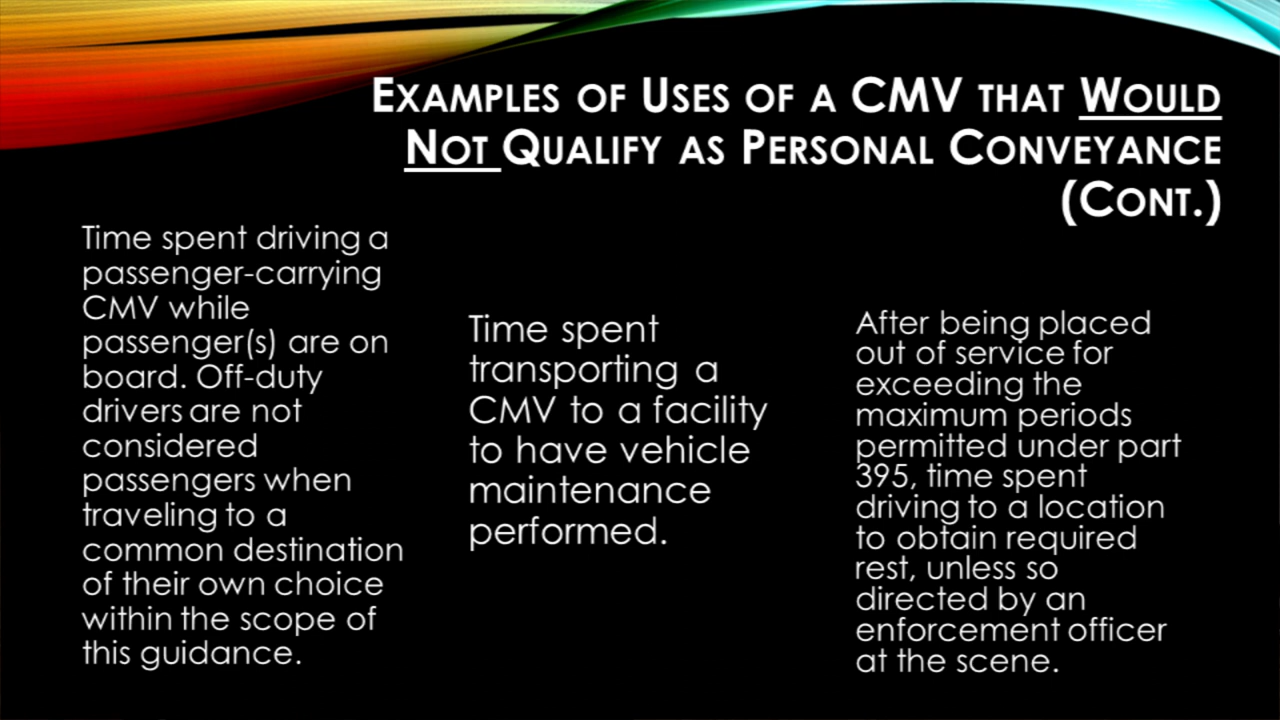 Examples of Uses of a CMV that Would
Not Qualify as Personal Conveyance
(Cont.)
Time spent driving a
passenger-carrying
CMV while
passenger(s) are on
board. Off-duty
drivers are not
considered
passengers when
traveling to a
common destination
of their own choice
within the scope of
this guidance.
Time spent
transporting a
CMV to a facility
to have vehicle
maintenance
performed.
After being placed
out of service for
exceeding the
maximum periods
permitted under part
395, time spent
driving to a location
to obtain required
rest, unless so
directed by an
enforcement officer
at the scene.